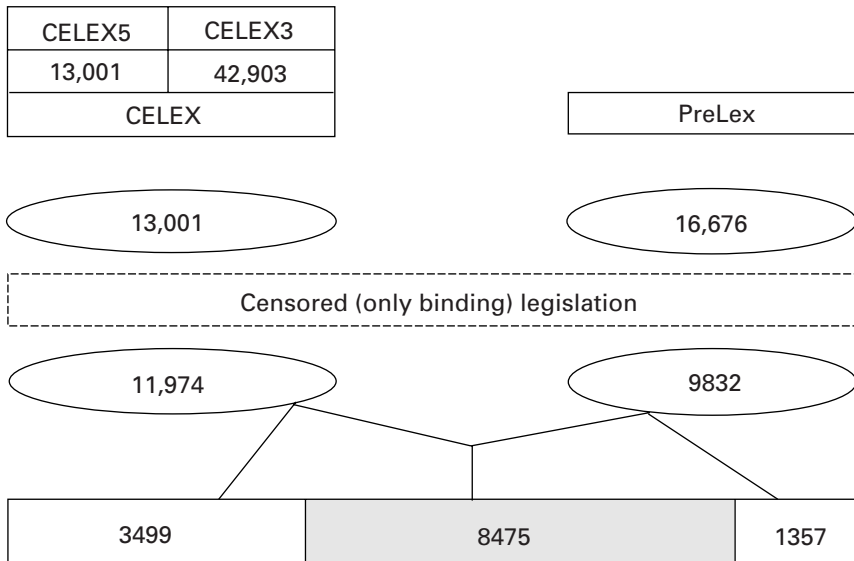 CELEX5 CELEX3
13,001 42,903
CELEX
PreLex
13,001 16,676
Censored (only binding) legislation
11,974 9832
3499 8475 1357